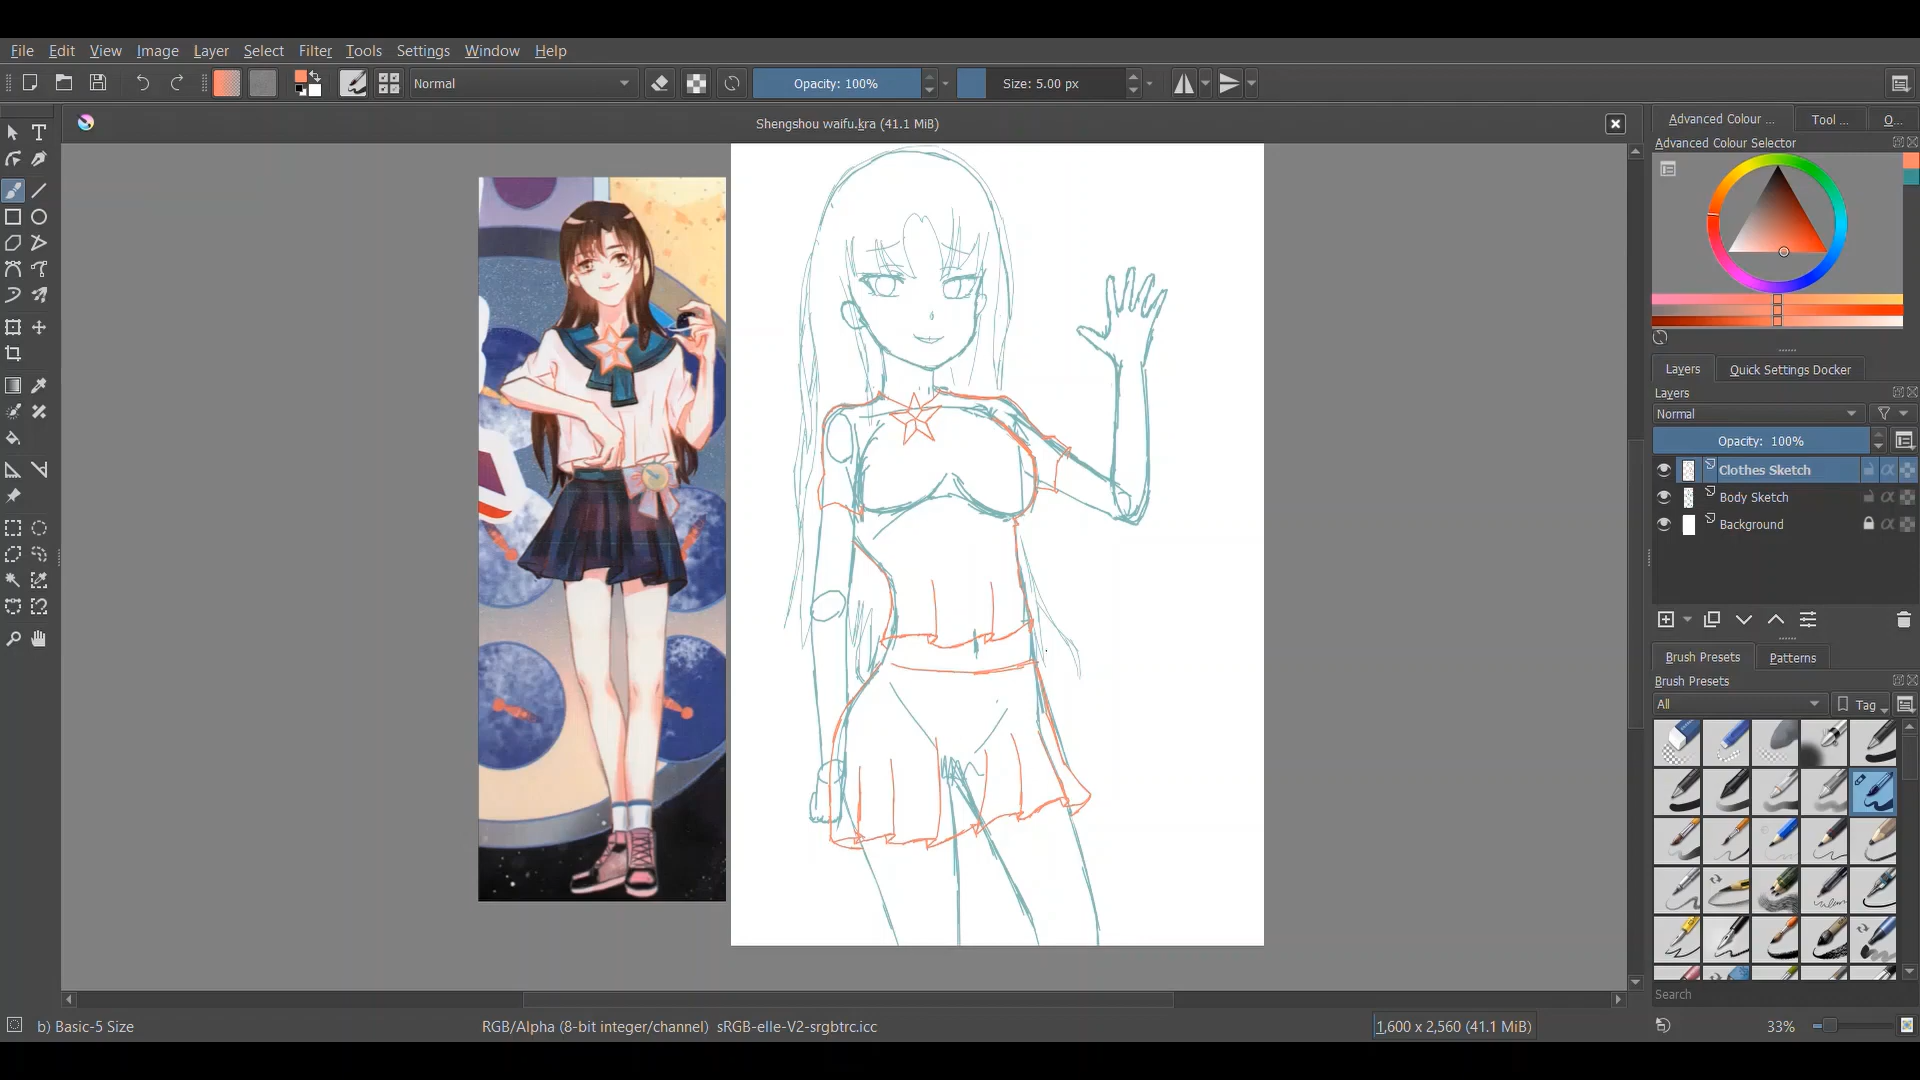 File Edit View Image Layer Select Filter Tools Settings Window Help
Normal
Opacity: 100%
Size: 5.00 px
Shengshou waifu.kra (41.1 MiB)
Advanced Colour ...
Tool ...
O...
Advanced Colour Selector
Layers
Quick Settings Docker
Layers
Normal
Opacity: 100%
Clothes Sketch
Body Sketch
Background
Brush Presets
Patterns
Brush Presets
All
Tag
Search
b) Basic-5 Size
RGB/Alpha (8-bit integer/channel) sRGB-elle-V2-srgbtrc.icc
1,600 x 2,560 (41.1 MiB)
33%